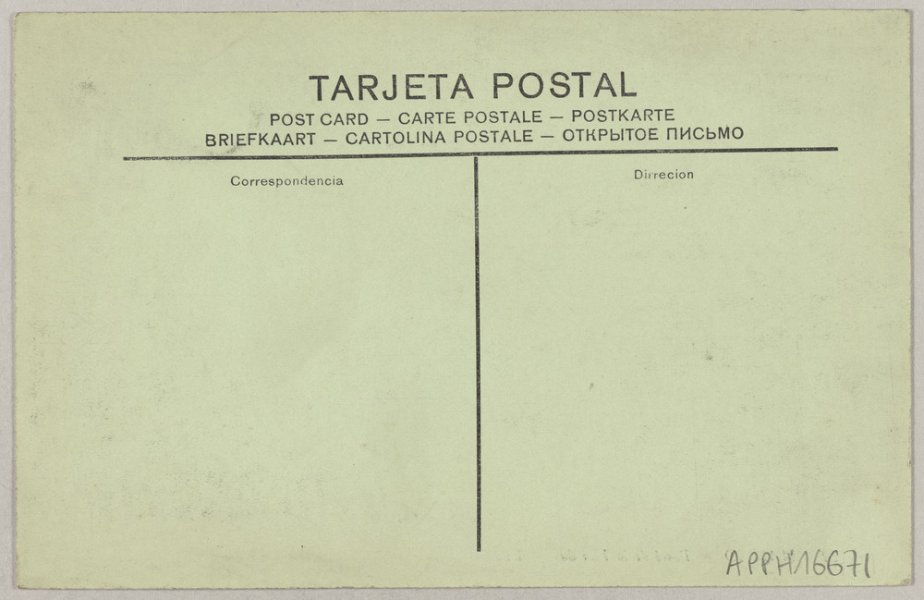 TARJETA POSTAL
POST CARD — CARTE POSTALE — POSTKARTE
BRIEFKAART — CARTOLINA POSTALE — ОТКРЫТОЕ ПИСЬМО
Correspondencia
Dirrecion
APPH16671